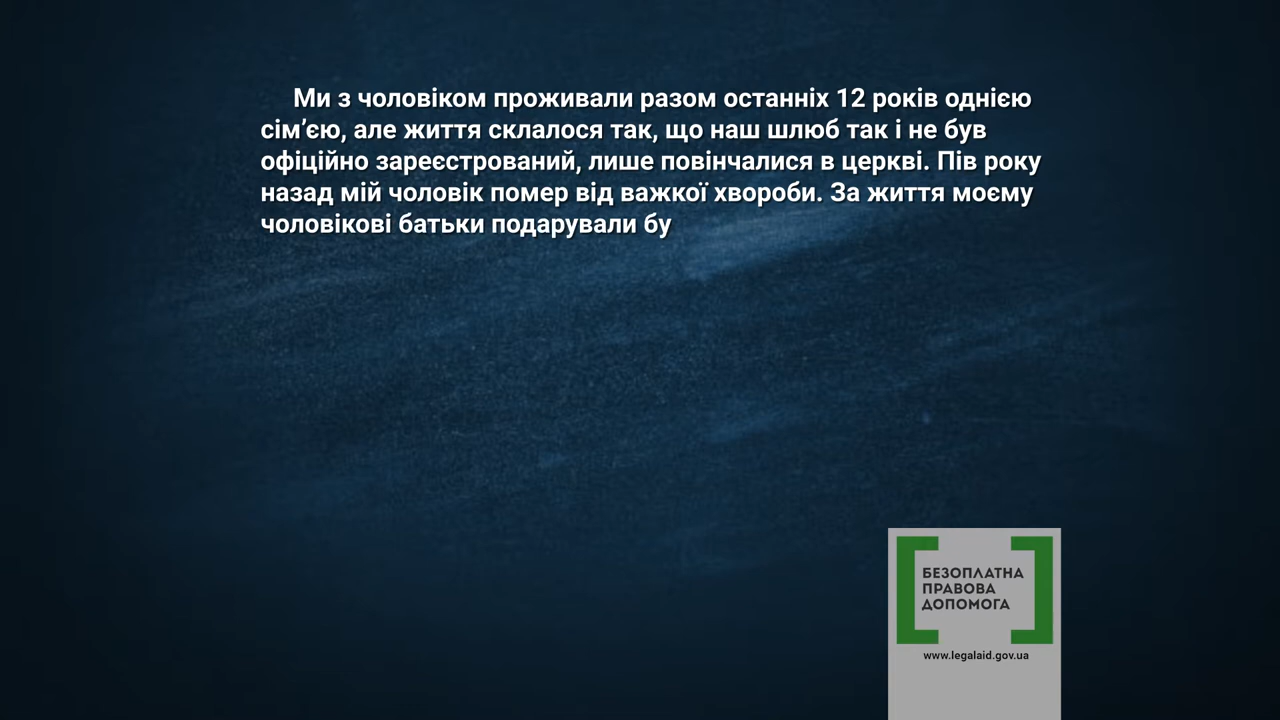 Ми з чоловіком проживали разом останніх 12 років однією
сім’єю, але життя склалося так, що наш шлюб так і не був
офіційно зареєстрований, лише повінчалися в церкві. Пів року
назад мій чоловік помер від важкої хвороби. За життя моєму
чоловікові батьки подарували бу
БЕЗОПЛАТНА
ПРАВОВА
ДОПОМОГА
www.legalaid.gov.ua